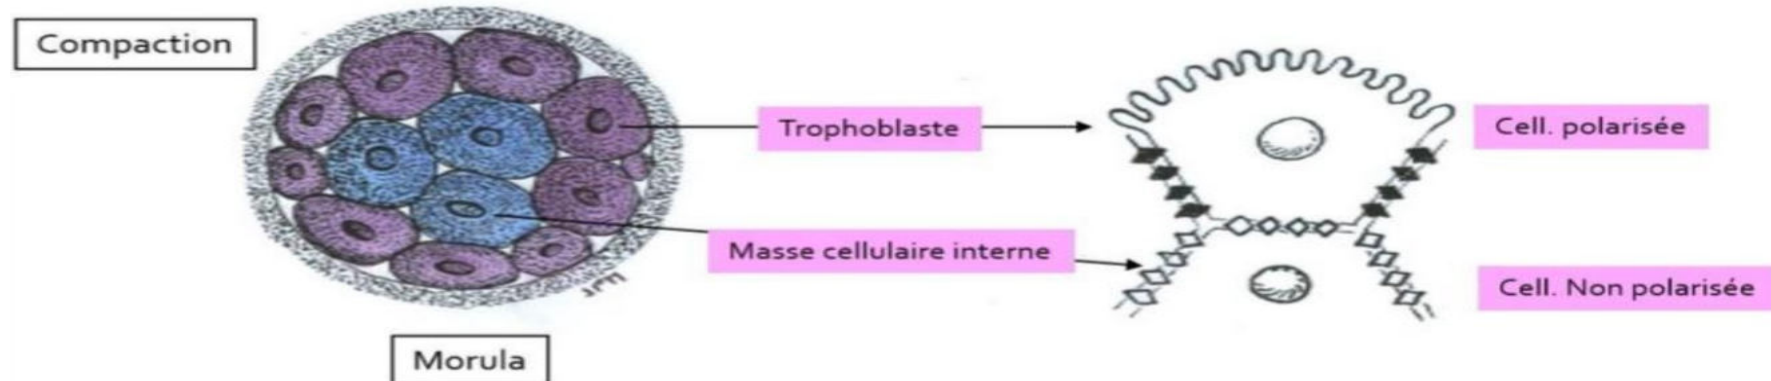 Compaction
Trophoblaste
Cell. polarisée
Masse cellulaire interne
Cell. Non polarisée
Morula